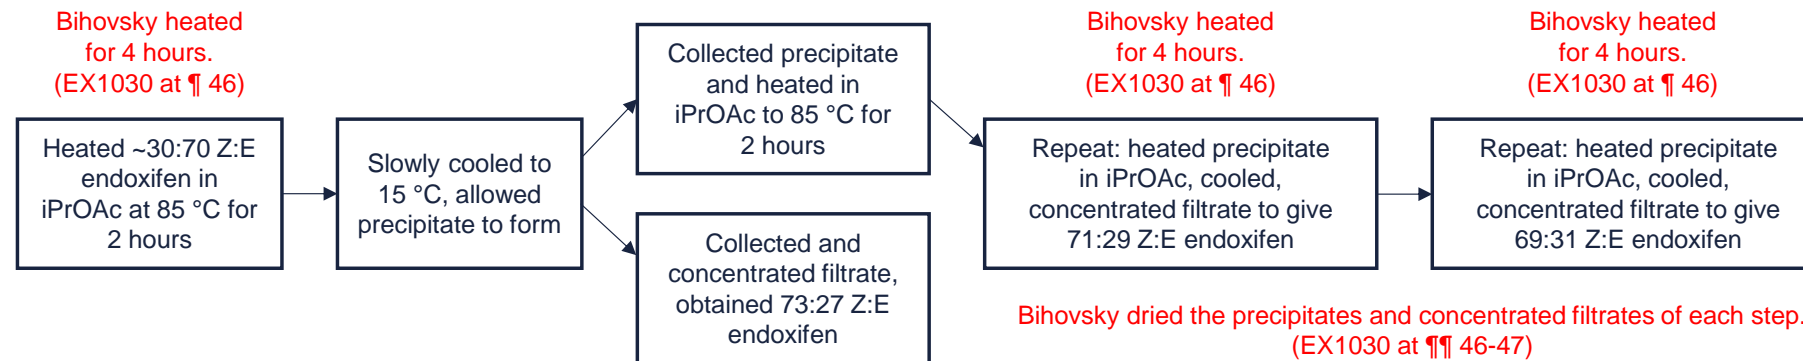 Bihovsky heated
for 4 hours.
(EX1030 at ¶ 46)
Heated ~30:70 Z:E
endoxifen in
iPrOAc at 85 °C for
2 hours
Slowly cooled to
15 °C, allowed
precipitate to form
Collected precipitate
and heated in
iPrOAc to 85 °C for
2 hours
Collected and
concentrated filtrate,
obtained 73:27 Z:E
endoxifen
Bihovsky heated
for 4 hours.
(EX1030 at ¶ 46)
Repeat: heated precipitate
in iPrOAc, cooled,
concentrated filtrate to give
71:29 Z:E endoxifen
Bihovsky heated
for 4 hours.
(EX1030 at ¶ 46)
Repeat: heated precipitate
in iPrOAc, cooled,
concentrated filtrate to give
69:31 Z:E endoxifen
Bihovsky dried the precipitates and concentrated filtrates of each step.
(EX1030 at ¶¶ 46-47)